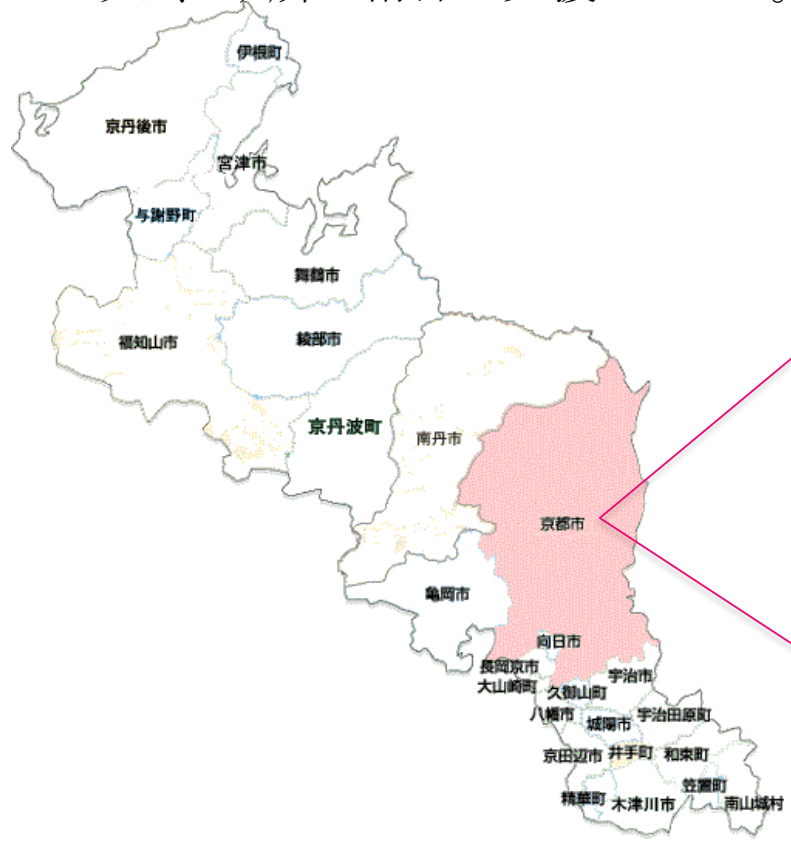 伊根町
京丹後市
宮津市
与謝野町
舞鶴市
綾部市
福知山市
京丹波町
南丹市
京都市
亀岡市
向日市
長岡京市
宇治市
大山崎町
久御山町
八幡市
城陽市
宇治田原町
京田辺市
井手町
和束町
笠置町
精華町
木津川市
南山城村